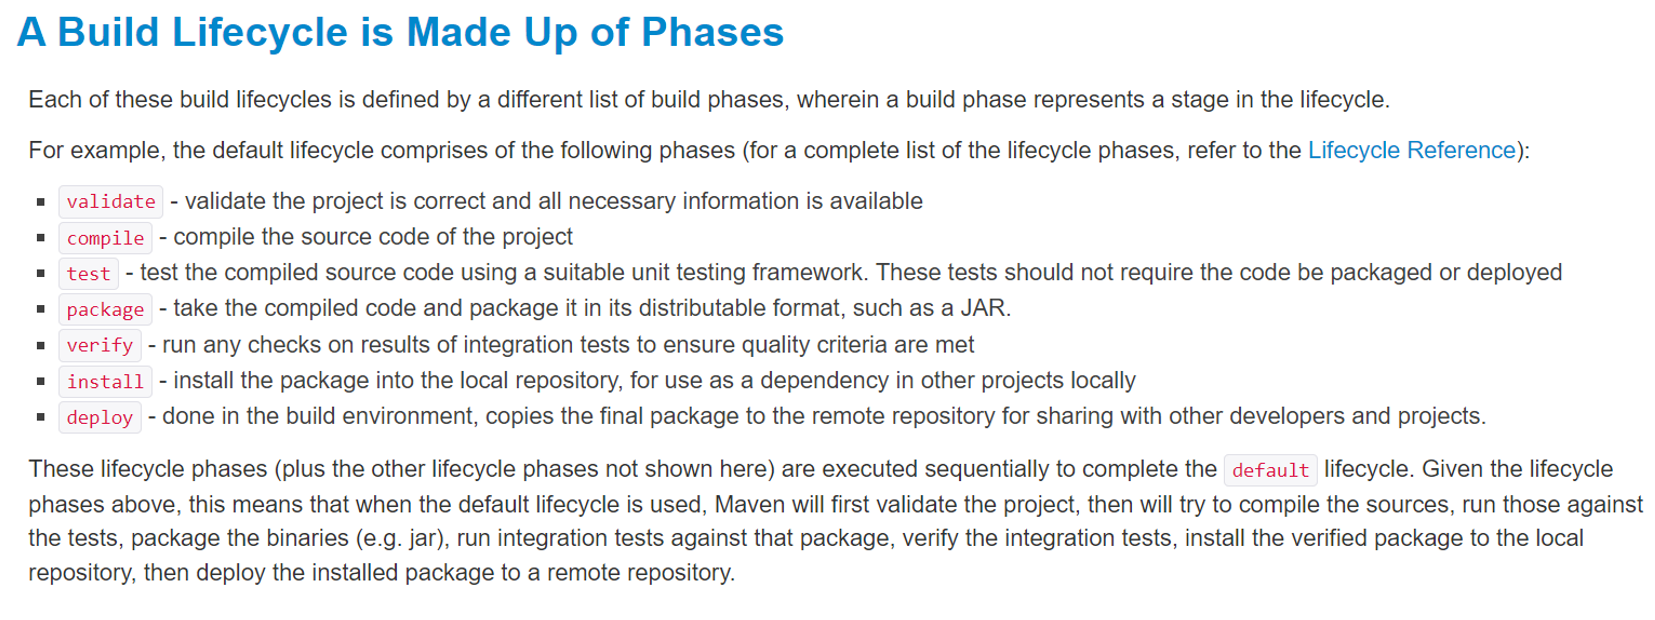 A Build Lifecycle is Made Up of Phases
Each of these build lifecycles is defined by a different list of build phases, wherein a build phase represents a stage in the lifecycle.
For example, the default lifecycle comprises of the following phases (for a complete list of the lifecycle phases, refer to the Lifecycle Reference):
▪ validate - validate the project is correct and all necessary information is available
▪ compile - compile the source code of the project
▪ test - test the compiled source code using a suitable unit testing framework. These tests should not require the code be packaged or deployed
▪ package - take the compiled code and package it in its distributable format, such as a JAR.
▪ verify - run any checks on results of integration tests to ensure quality criteria are met
▪ install - install the package into the local repository, for use as a dependency in other projects locally
▪ deploy - done in the build environment, copies the final package to the remote repository for sharing with other developers and projects.
These lifecycle phases (plus the other lifecycle phases not shown here) are executed sequentially to complete the default lifecycle. Given the lifecycle
phases above, this means that when the default lifecycle is used, Maven will first validate the project, then will try to compile the sources, run those against
the tests, package the binaries (e.g. jar), run integration tests against that package, verify the integration tests, install the verified package to the local
repository, then deploy the installed package to a remote repository.